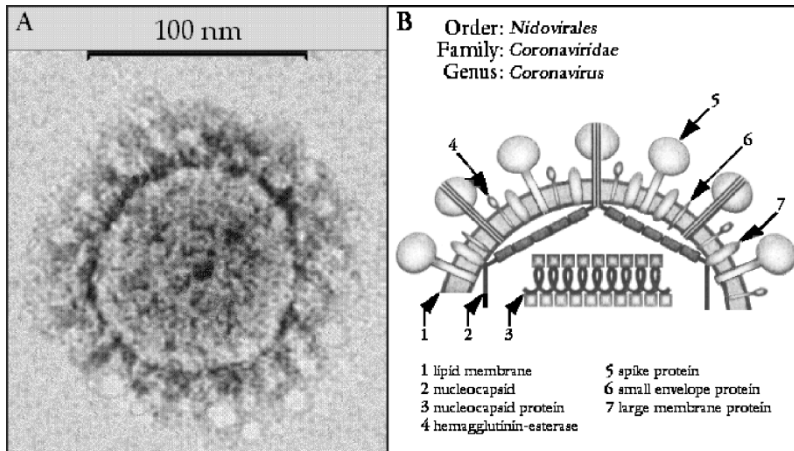 A
100 nm
B
Order: Nidovirales
Family: Coronaviridae
Genus: Coronavirus
5
4
6
7
1
2
3
1 lipid membrane
2 nucleocapsid
3 nucleocapsid protein
4 hemagglutinin-esterase
5 spike protein
6 small envelope protein
7 large membrane protein